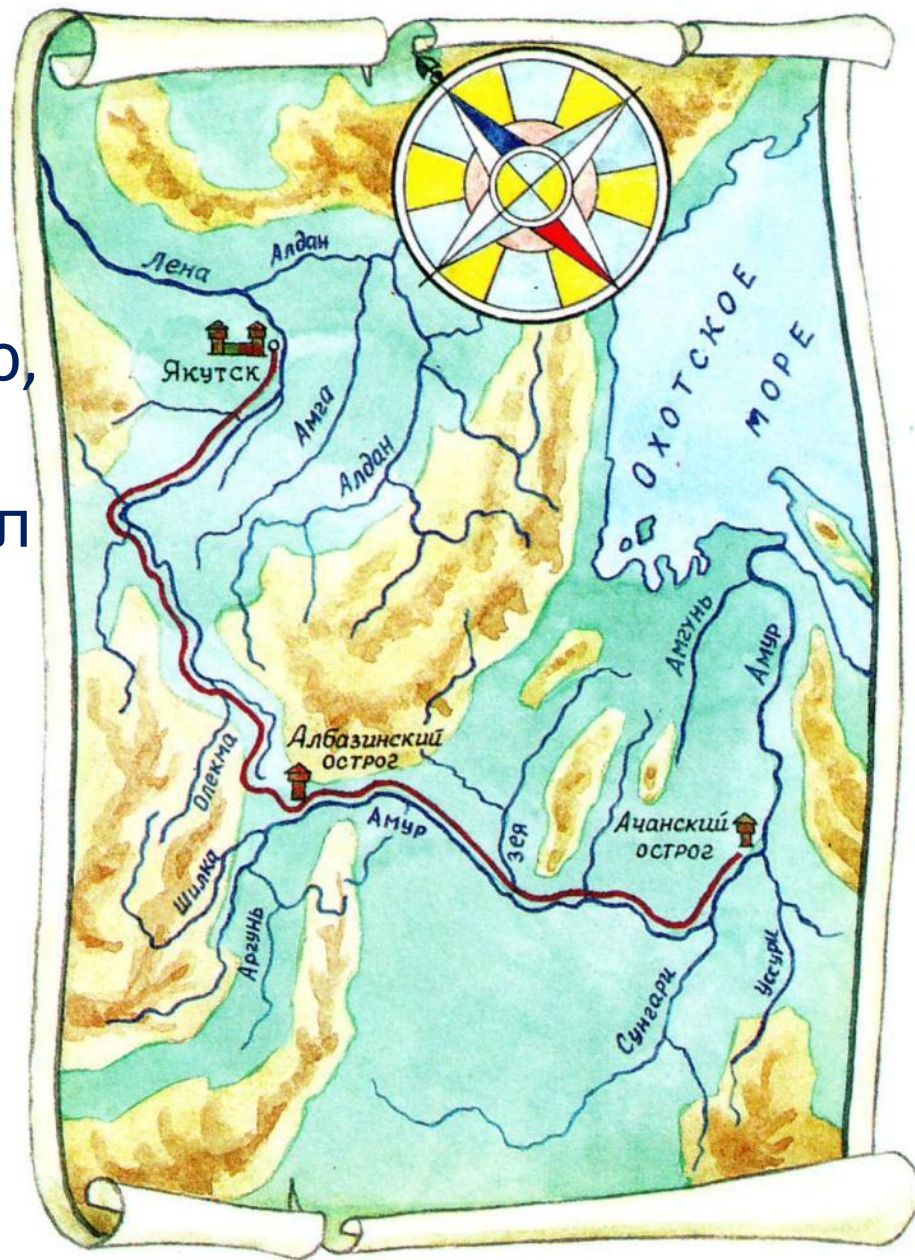 Лена
Алдан
Якутск
о,
л
Амга
Алдан
ОХОТСКОЕ
МОРЕ
Амгунь
Амур
Албазинский
острог
Олекма
Амур
Зея
Ачанский
острог
Шилка
Аргунь
Сунгари
Уссури